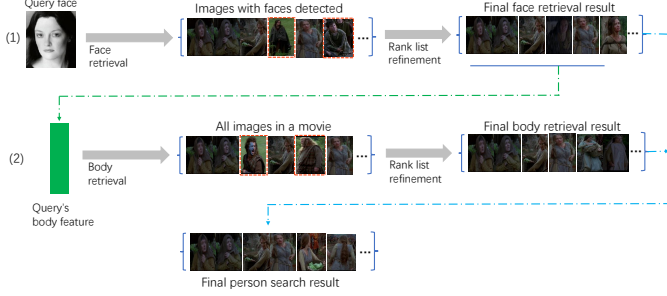 Query face
Images with faces detected
Final face retrieval result
(1)
Face
retrieval
...
Rank list
refinement
...
All images in a movie
Final body retrieval result
(2)
Body
retrieval
...
Rank list
refinement
...
Query's
body feature
...
Final person search result